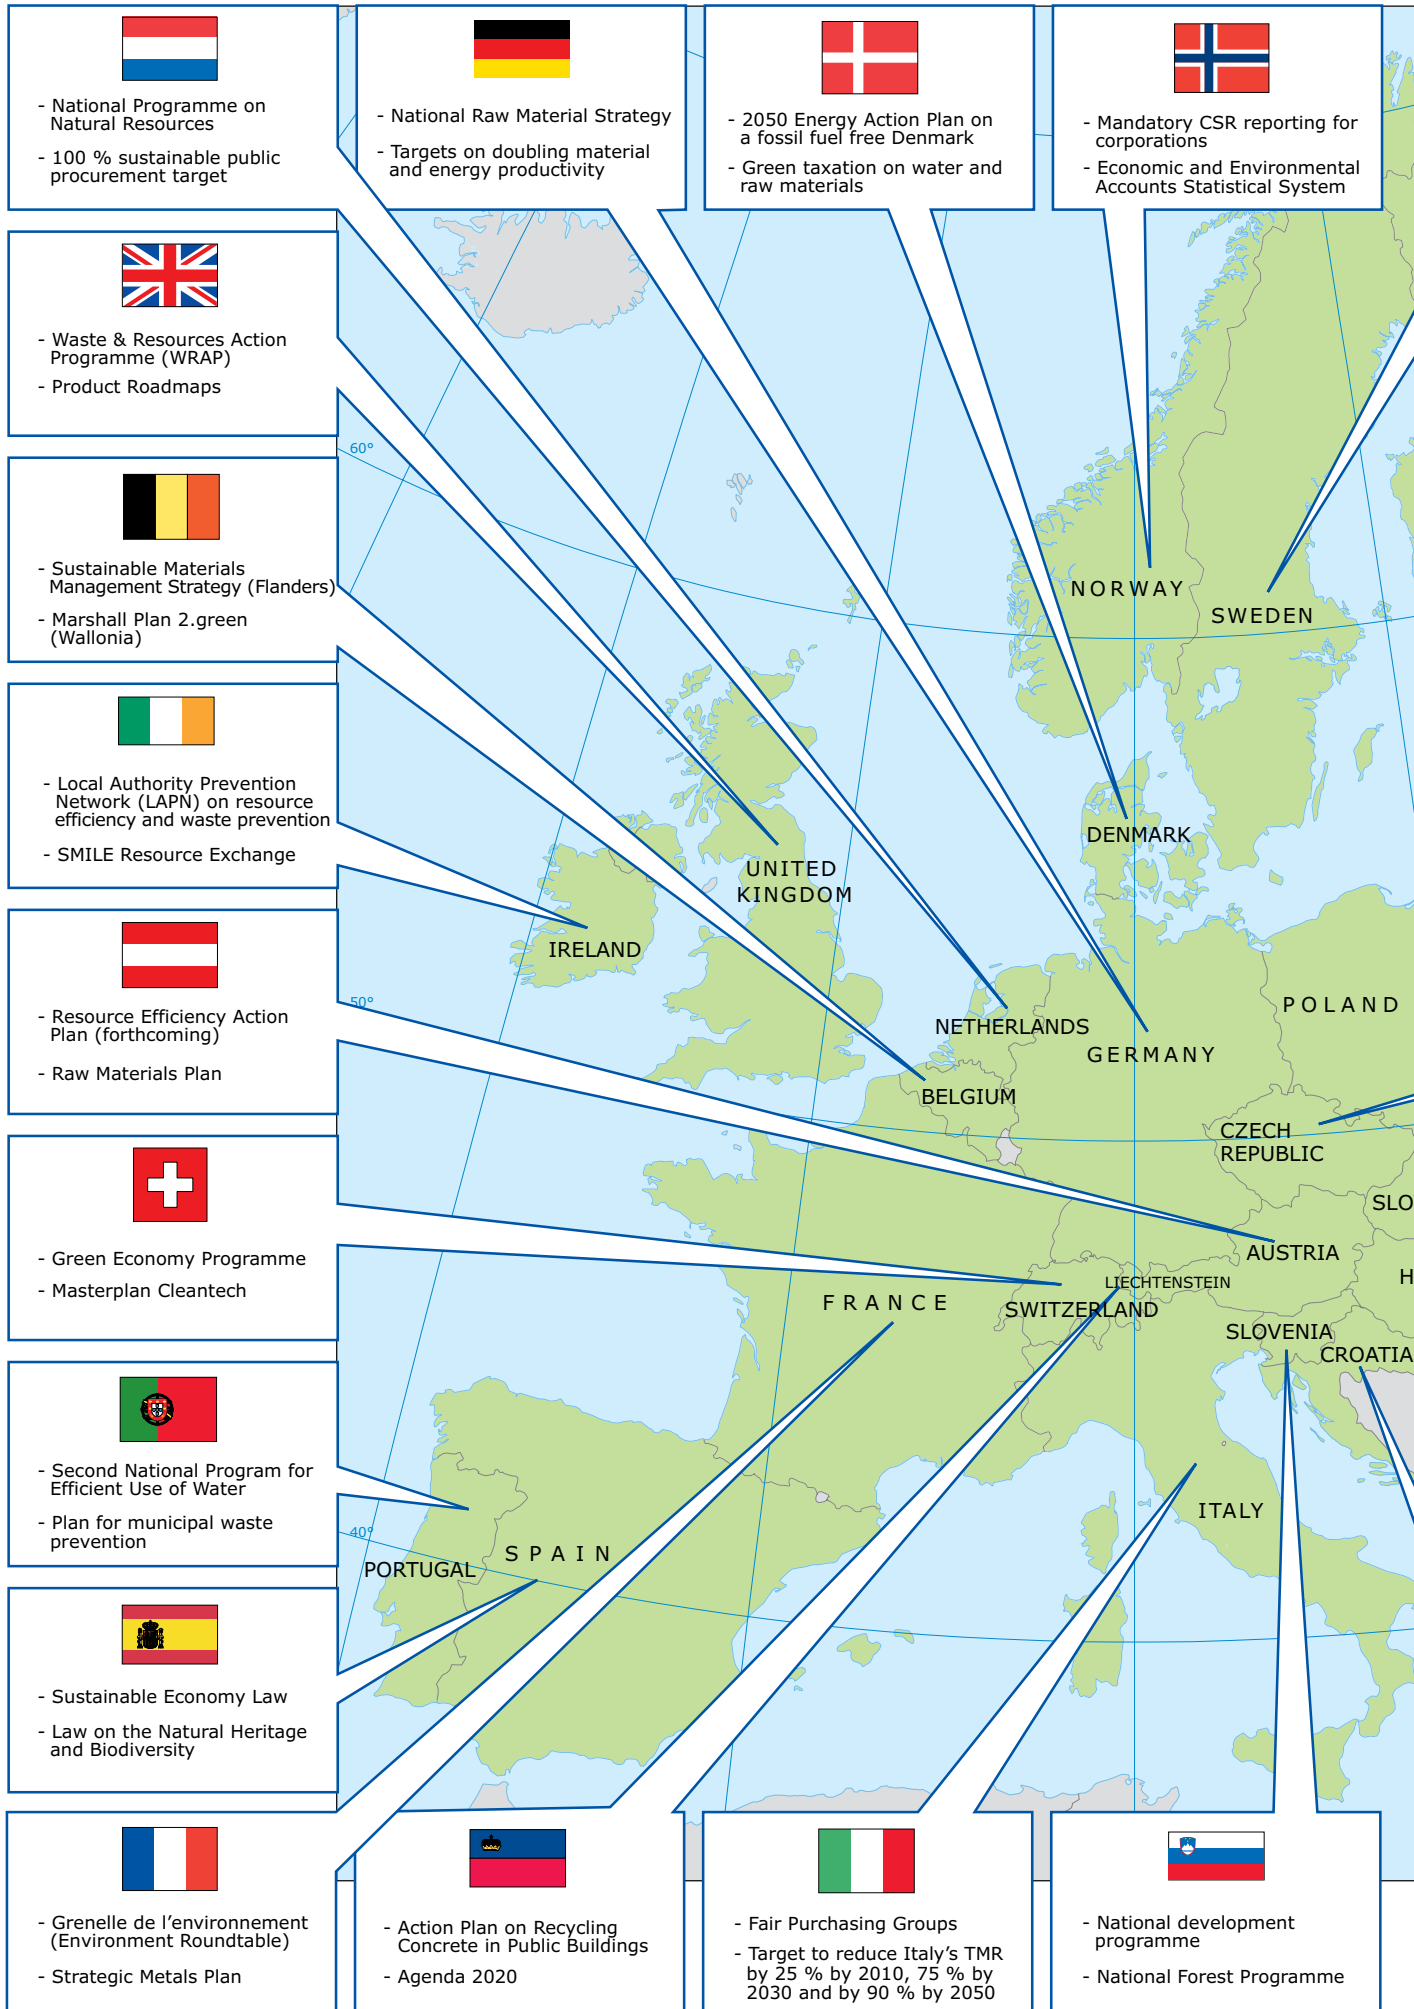 - National Programme on
Natural Resources
- 100 % sustainable public
procurement target
- National Raw Material Strategy
- Targets on doubling material
and energy productivity
- 2050 Energy Action Plan on
a fossil fuel free Denmark
- Green taxation on water and
raw materials
- Mandatory CSR reporting for
corporations
- Economic and Environmental
Accounts Statistical System
- Waste & Resources Action
Programme (WRAP)
- Product Roadmaps
- Sustainable Materials
Management Strategy (Flanders)
- Marshall Plan 2.green
(Wallonia)
- Local Authority Prevention
Network (LAPN) on resource
efficiency and waste prevention
- SMILE Resource Exchange
- Resource Efficiency Action
Plan (forthcoming)
- Raw Materials Plan
- Green Economy Programme
- Masterplan Cleantech
- Second National Program for
Efficient Use of Water
- Plan for municipal waste
prevention
- Sustainable Economy Law
- Law on the Natural Heritage
and Biodiversity
- Grenelle de l'environnement
(Environment Roundtable)
- Strategic Metals Plan
- Action Plan on Recycling
Concrete in Public Buildings
- Agenda 2020
- Fair Purchasing Groups
- Target to reduce Italy's TMR
by 25 % by 2010, 75 % by
2030 and by 90 % by 2050
- National development
programme
- National Forest Programme
60°
50°
40°
NORWAY
SWEDEN
DENMARK
UNITED
KINGDOM
IRELAND
NETHERLANDS
POLAND
GERMANY
BELGIUM
CZECH
REPUBLIC
SLO
AUSTRIA
H
LIECHTENSTEIN
FRANCE
SWITZERLAND
SLOVENIA
CROATIA
ITALY
SPAIN
PORTUGAL